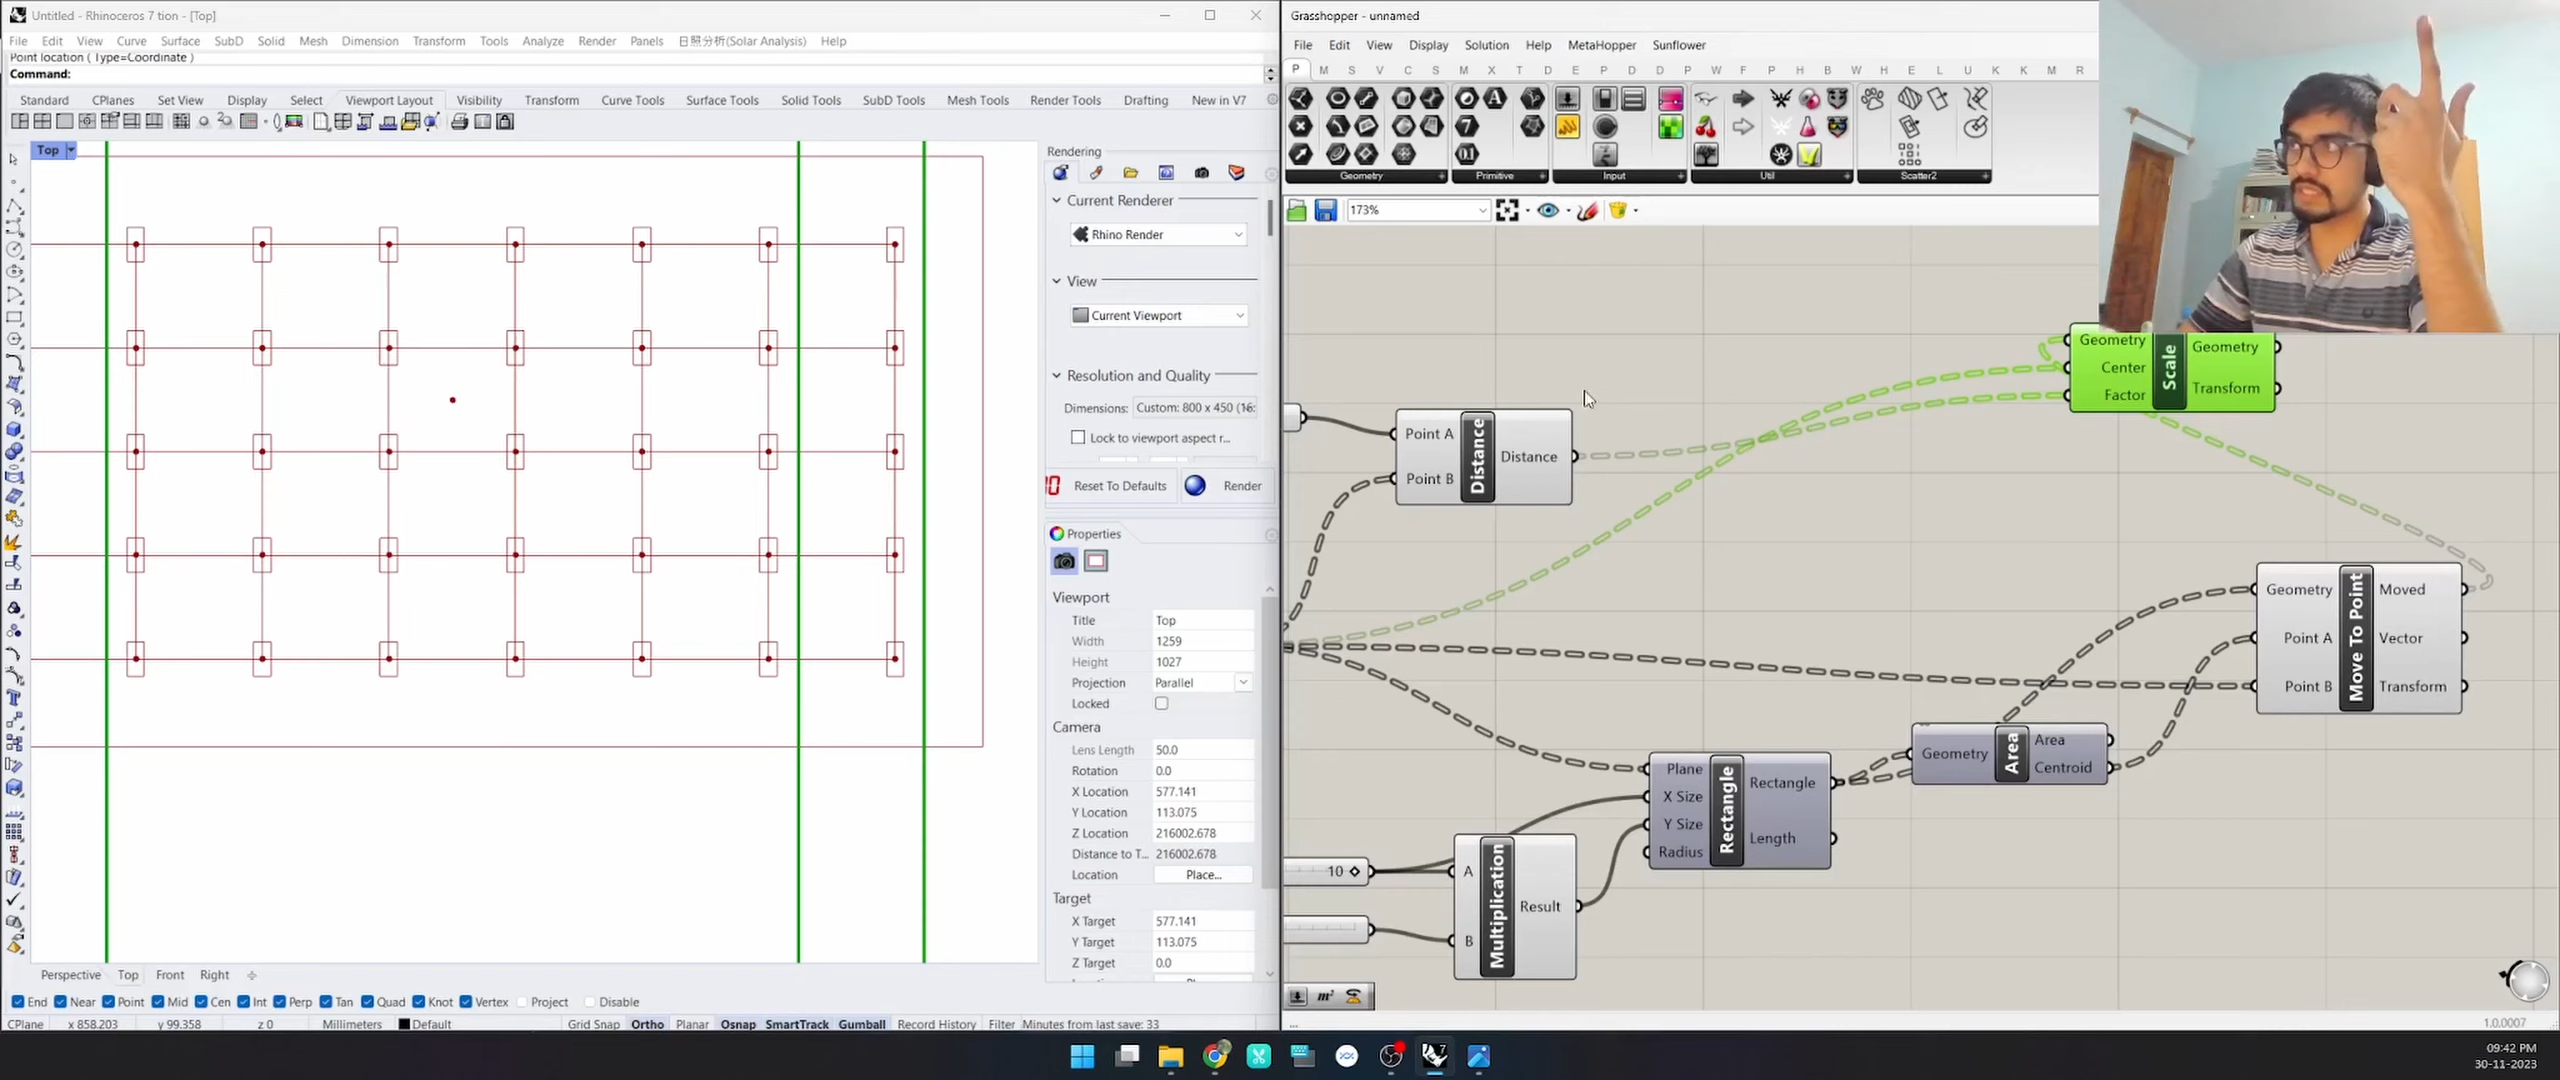 Untitled - Rhinoceros 7 tion - [Top]
File Edit View Curve Surface SubD Solid Mesh Dimension Transform Tools Analyze Render Panels 日照分析(Solar Analysis) Help
Point location ( Type=Coordinate )
Command:
Standard CPlanes Set View Display Select Viewport Layout Visibility Transform Curve Tools Surface Tools Solid Tools SubD Tools Mesh Tools Render Tools Drafting New in V7
Top
Rendering
Current Renderer
Rhino Render
View
Current Viewport
Resolution and Quality
Dimensions: Custom: 800 x 450 (16:
Lock to viewport aspect r...
Reset To Defaults Render
Properties
Viewport
Title Top
Width 1259
Height 1027
Projection Parallel
Locked
Camera
Lens Length 50.0
Rotation 0.0
X Location 577.141
Y Location 113.075
Z Location 216002.678
Distance to T... 216002.678
Location Place...
Target
X Target 577.141
Y Target 113.075
Z Target 0.0
Perspective Top Front Right
End Near Point Mid Cen Int Perp Tan Quad Knot Vertex Project Disable
CPlane x 858.203 y 99.358 z 0 Millimeters Default Grid Snap Ortho Planar Osnap SmartTrack Gumball Record History Filter Minutes from last save: 33
Grasshopper - unnamed
File Edit View Display Solution Help MetaHopper Sunflower
P M S V C S M X T D E P D D P W F P H B W H E L U K K M R
Geometry Primitive Input Util Scatter2
173%
Geometry
Center
Factor
Scale
Geometry
Transform
Point A
Point B
Distance
Distance
Geometry
Point A
Point B
Move To Point
Moved
Vector
Transform
Geometry
Area
Area
Centroid
Plane
X Size
Y Size
Radius
Rectangle
Rectangle
Length
10
A
B
Multiplication
Result
m²
...
1.0.0007
09:42 PM
30-11-2023